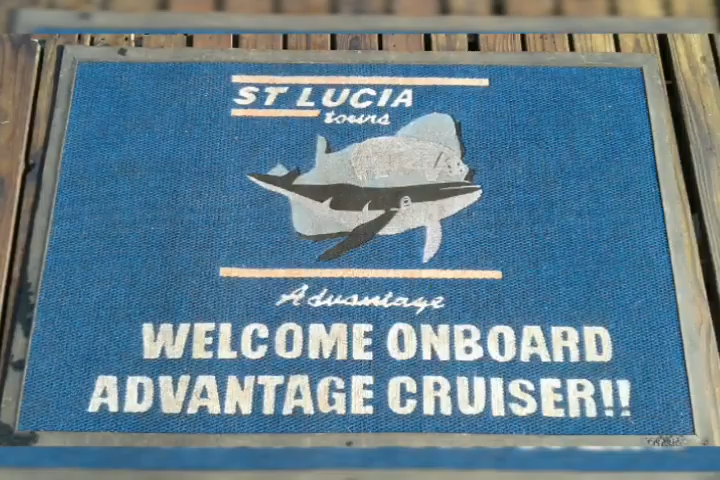 ST LUCIA
tours
Advantage
WELCOME ONBOARD
ADVANTAGE CRUISER!!